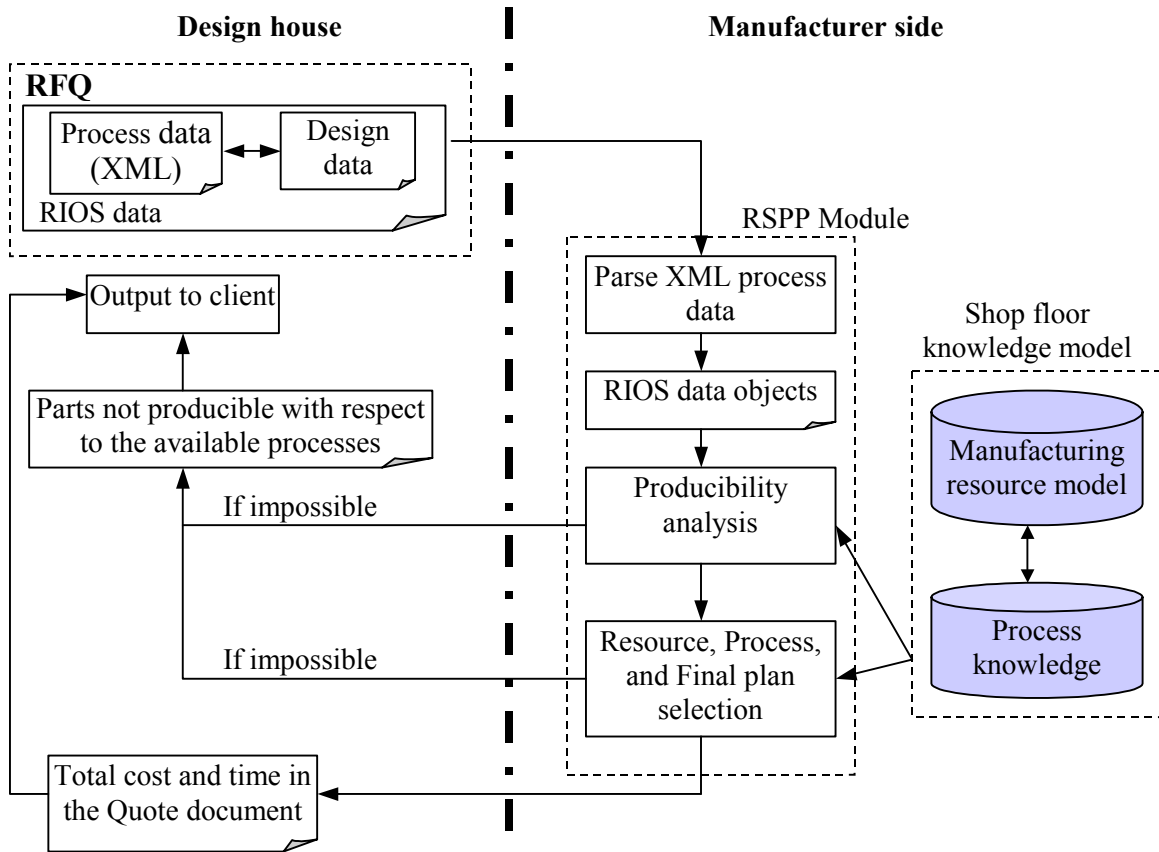 Design house
Manufacturer side
RFQ
Process data
(XML)
Design
data
RIOS data
RSPP Module
Parse XML process
data
Output to client
Shop floor
knowledge model
RIOS data objects
Parts not producible with respect
to the available processes
Manufacturing
resource model
Producibility
analysis
If impossible
Process
knowledge
Resource, Process,
and Final plan
selection
If impossible
Total cost and time in
the Quote document